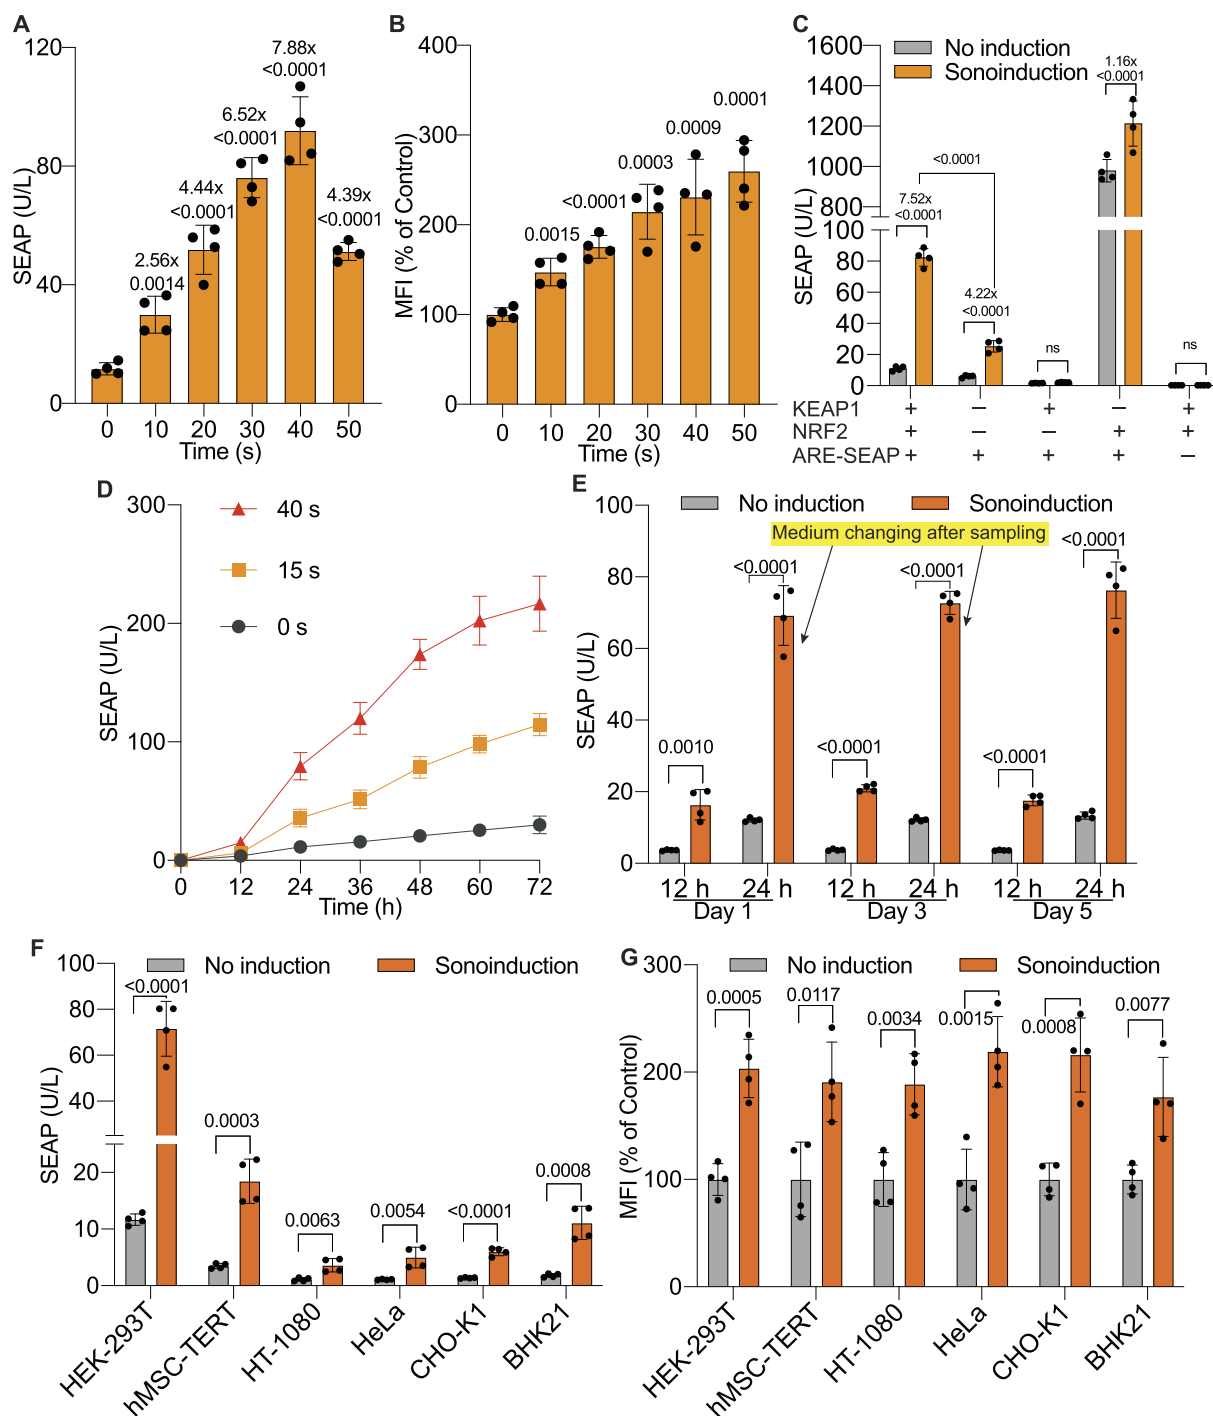 A
SEAP (U/L)
120
80
40
0
2.56x
0.0014
4.44x
<0.0001
6.52x
<0.0001
7.88x
<0.0001
4.39x
<0.0001
0 10 20 30 40 50
Time (s)
B
MFI (% of Control)
400
300
200
100
0
0.0015
<0.0001
0.0003
0.0009
0.0001
0 10 20 30 40 50
Time (s)
C
No induction
Sonoinduction
SEAP (U/L)
1600
1400
1200
1000
800
600
80
60
40
20
0
7.52x
<0.0001
<0.0001
4.22x
<0.0001
ns
1.16x
<0.0001
ns
KEAP1 + − + − +
NRF2 + − − + +
ARE-SEAP + + + + −
D
SEAP (U/L)
300
200
100
0
40 s
15 s
0 s
0 12 24 36 48 60 72
Time (h)
E
No induction
Sonoinduction
Medium changing after sampling
SEAP (U/L)
100
80
60
40
20
0
0.0010
<0.0001
<0.0001
<0.0001
<0.0001
<0.0001
12 h 24 h 12 h 24 h 12 h 24 h
Day 1 Day 3 Day 5
F
No induction
Sonoinduction
SEAP (U/L)
100
80
60
40
20
10
0
<0.0001
0.0003
0.0063
0.0054
<0.0001
0.0008
HEK-293T
hMSC-TERT
HT-1080
HeLa
CHO-K1
BHK21
G
No induction
Sonoinduction
MFI (% of Control)
300
200
100
0
0.0005
0.0117
0.0034
0.0015
0.0008
0.0077
HEK-293T
hMSC-TERT
HT-1080
HeLa
CHO-K1
BHK21